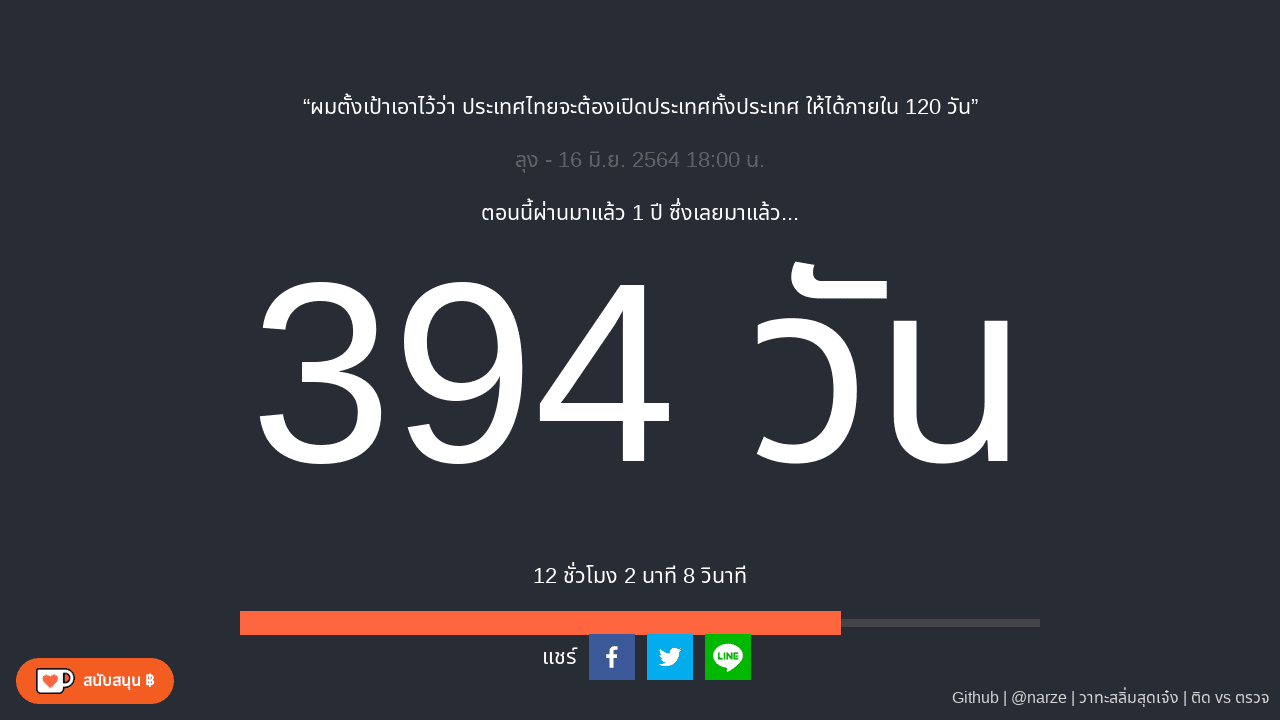 “ผมตั้งเป้าเอาไว้ว่า ประเทศไทยจะต้องเปิดประเทศทั้งประเทศ ให้ได้ภายใน 120 วัน”
ลุง - 16 มิ.ย. 2564 18:00 น.
ตอนนี้ผ่านมาแล้ว 1 ปี ซึ่งเลยมาแล้ว...
394 วัน
12 ชั่วโมง 2 นาที 8 วินาที
แชร์ LINE
สนับสนุน ฿
Github | @narze | วาทะสลิ่มสุดเจ๋ง | ติด vs ตรวจ